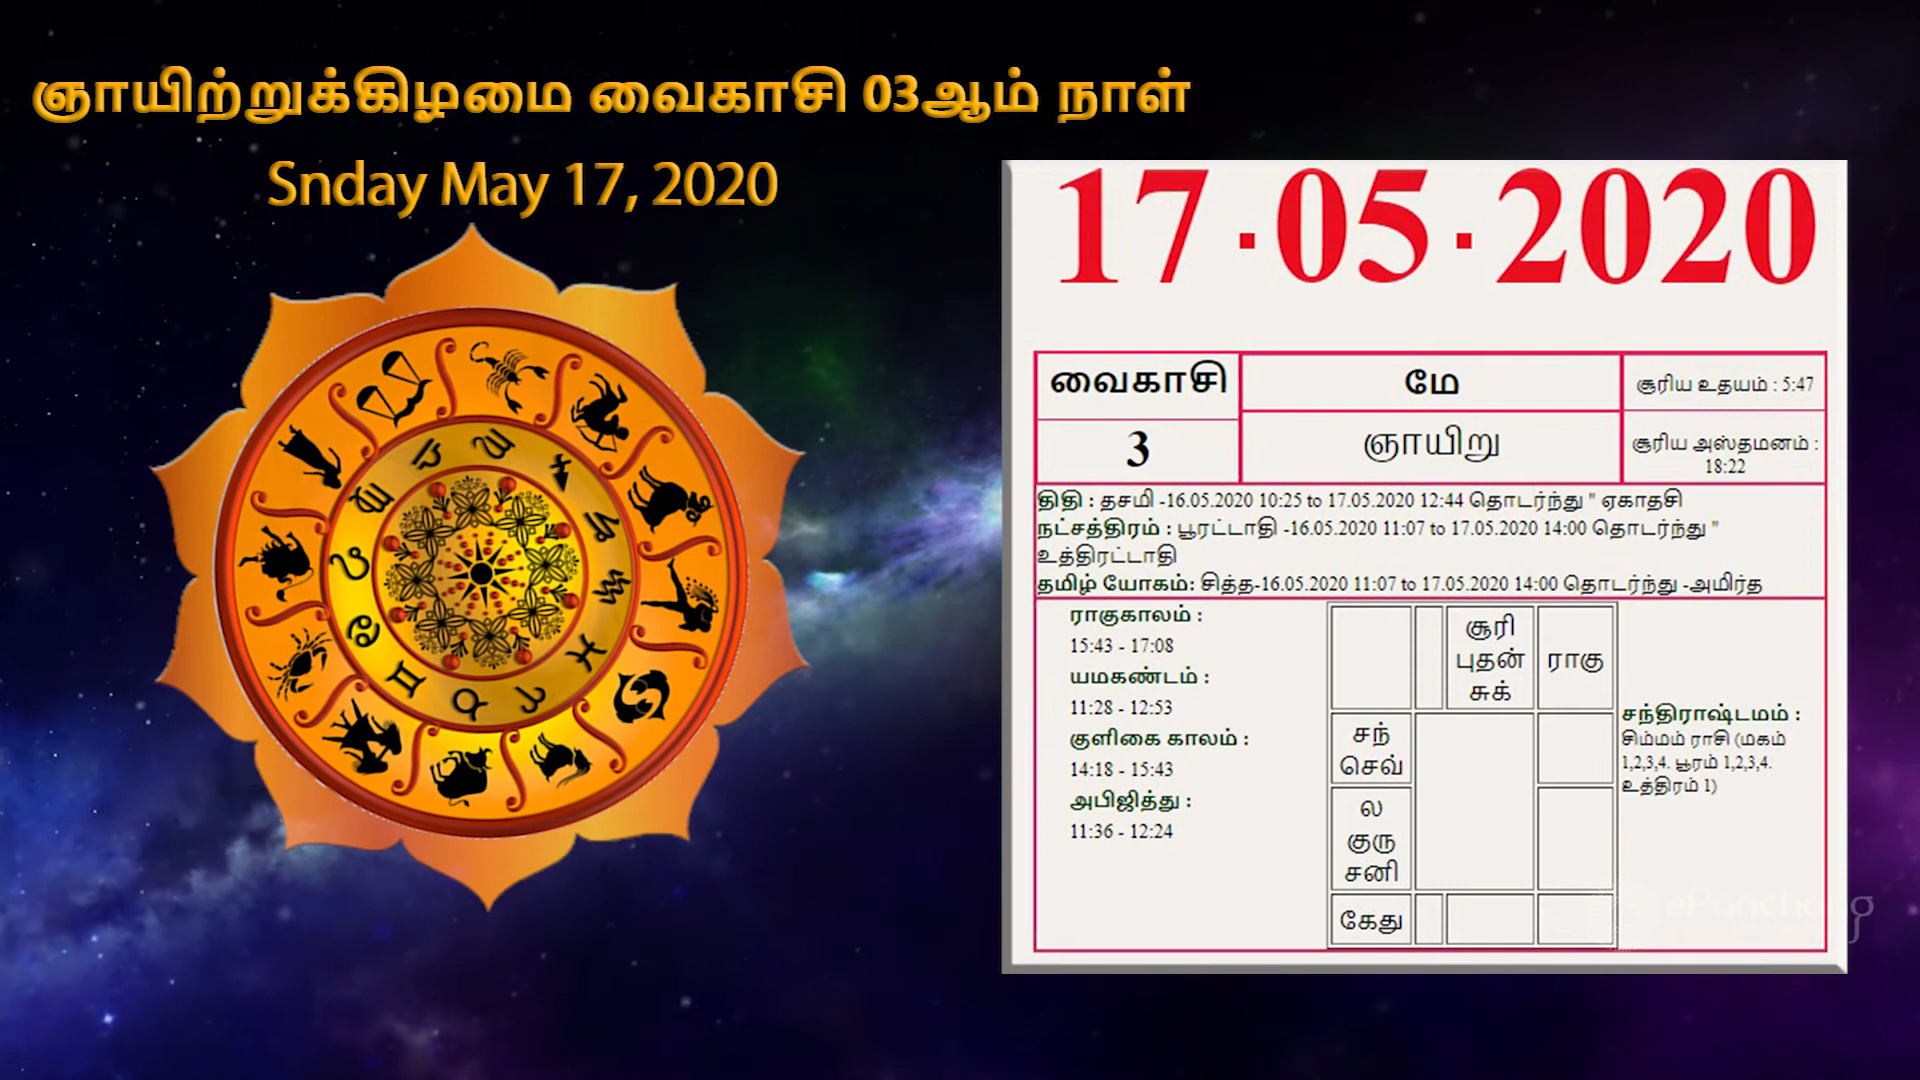 ஞாயிற்றுக்கிழமை வைகாசி 03ஆம் நாள்
Snday May 17, 2020
17·05·2020
வைகாசி
மே
சூரிய உதயம் : 5:47
3
ஞாயிறு
சூரிய அஸ்தமனம் :
18:22
திதி : தசமி -16.05.2020 10:25 to 17.05.2020 12:44 தொடர்ந்து " ஏகாதசி
நட்சத்திரம் : பூரட்டாதி -16.05.2020 11:07 to 17.05.2020 14:00 தொடர்ந்து "
உத்திரட்டாதி
தமிழ் யோகம்: சித்த-16.05.2020 11:07 to 17.05.2020 14:00 தொடர்ந்து -அமிர்த
ராகுகாலம் :
15:43 - 17:08
யமகண்டம் :
11:28 - 12:53
குளிகை காலம் :
14:18 - 15:43
அபிஜித்து :
11:36 - 12:24
சூரி
புதன்
சுக்
ராகு
சந்
செவ்
ல
குரு
சனி
கேது
சந்திராஷ்டமம் :
சிம்மம் ராசி (மகம்
1,2,3,4. பூரம் 1,2,3,4.
உத்திரம் 1)
ePanchang